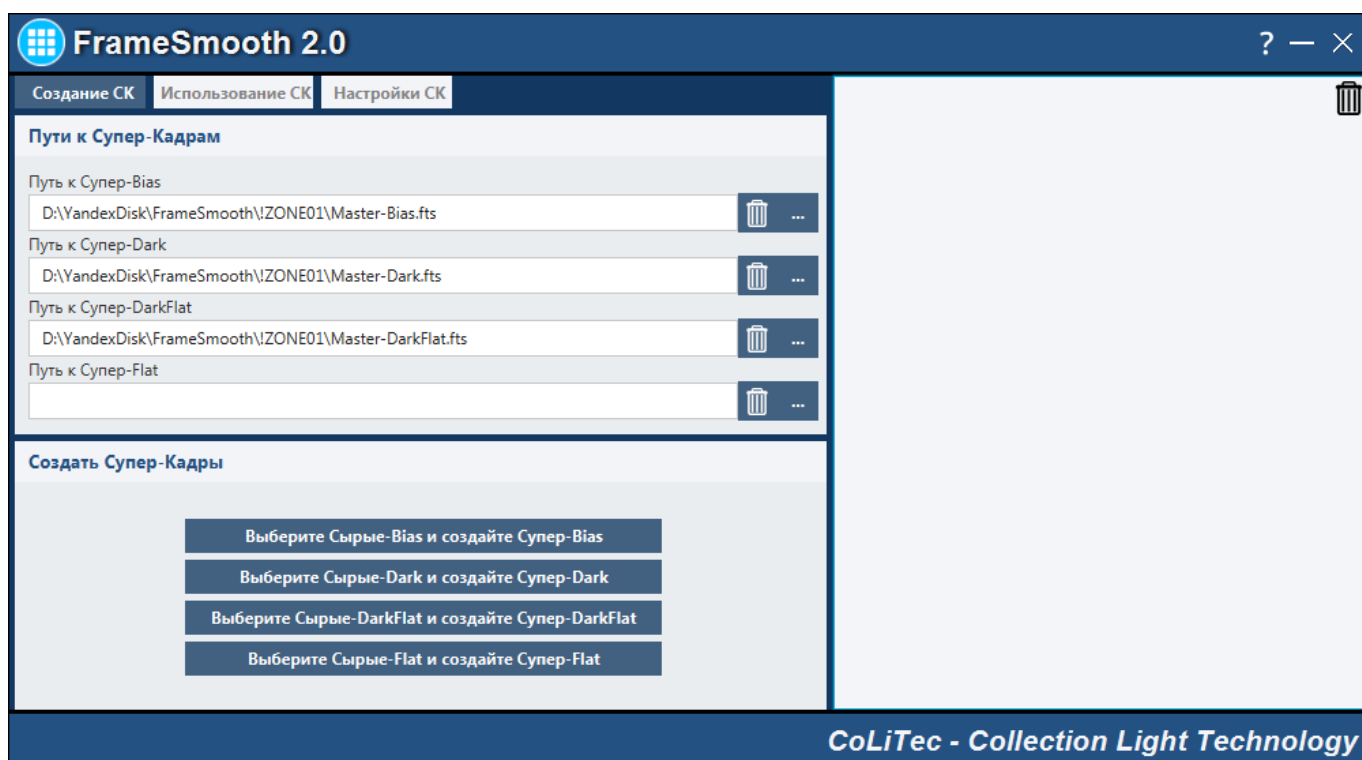 FrameSmooth 2.0
?
Создание СК Использование СК Настройки СК
Пути к Супер-Кадрам
Путь к Супер-Bias
D:\YandexDisk\FrameSmooth\!ZONE01\Master-Bias.fts
...
Путь к Супер-Dark
D:\YandexDisk\FrameSmooth\!ZONE01\Master-Dark.fts
...
Путь к Супер-DarkFlat
D:\YandexDisk\FrameSmooth\!ZONE01\Master-DarkFlat.fts
...
Путь к Супер-Flat
...
Создать Супер-Кадры
Выберите Сырые-Bias и создайте Супер-Bias
Выберите Сырые-Dark и создайте Супер-Dark
Выберите Сырые-DarkFlat и создайте Супер-DarkFlat
Выберите Сырые-Flat и создайте Супер-Flat
CoLiTec - Collection Light Technology